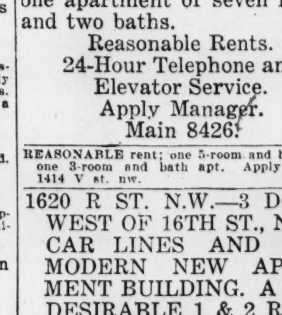 one apartment of seven
and two baths.
Reasonable Rents.
24-Hour Telephone an
Elevator Service.
Apply Manager.
Main 8426.
REASONABLE rent; one 5-room and b
one 3-room and bath apt. Apply
1414 V st. nw.
1620 R ST. N.W.—3 D
WEST OF 16TH ST., N
CAR LINES AND
MODERN NEW AP
MENT BUILDING. A
DESIRABLE 1 & 2 R